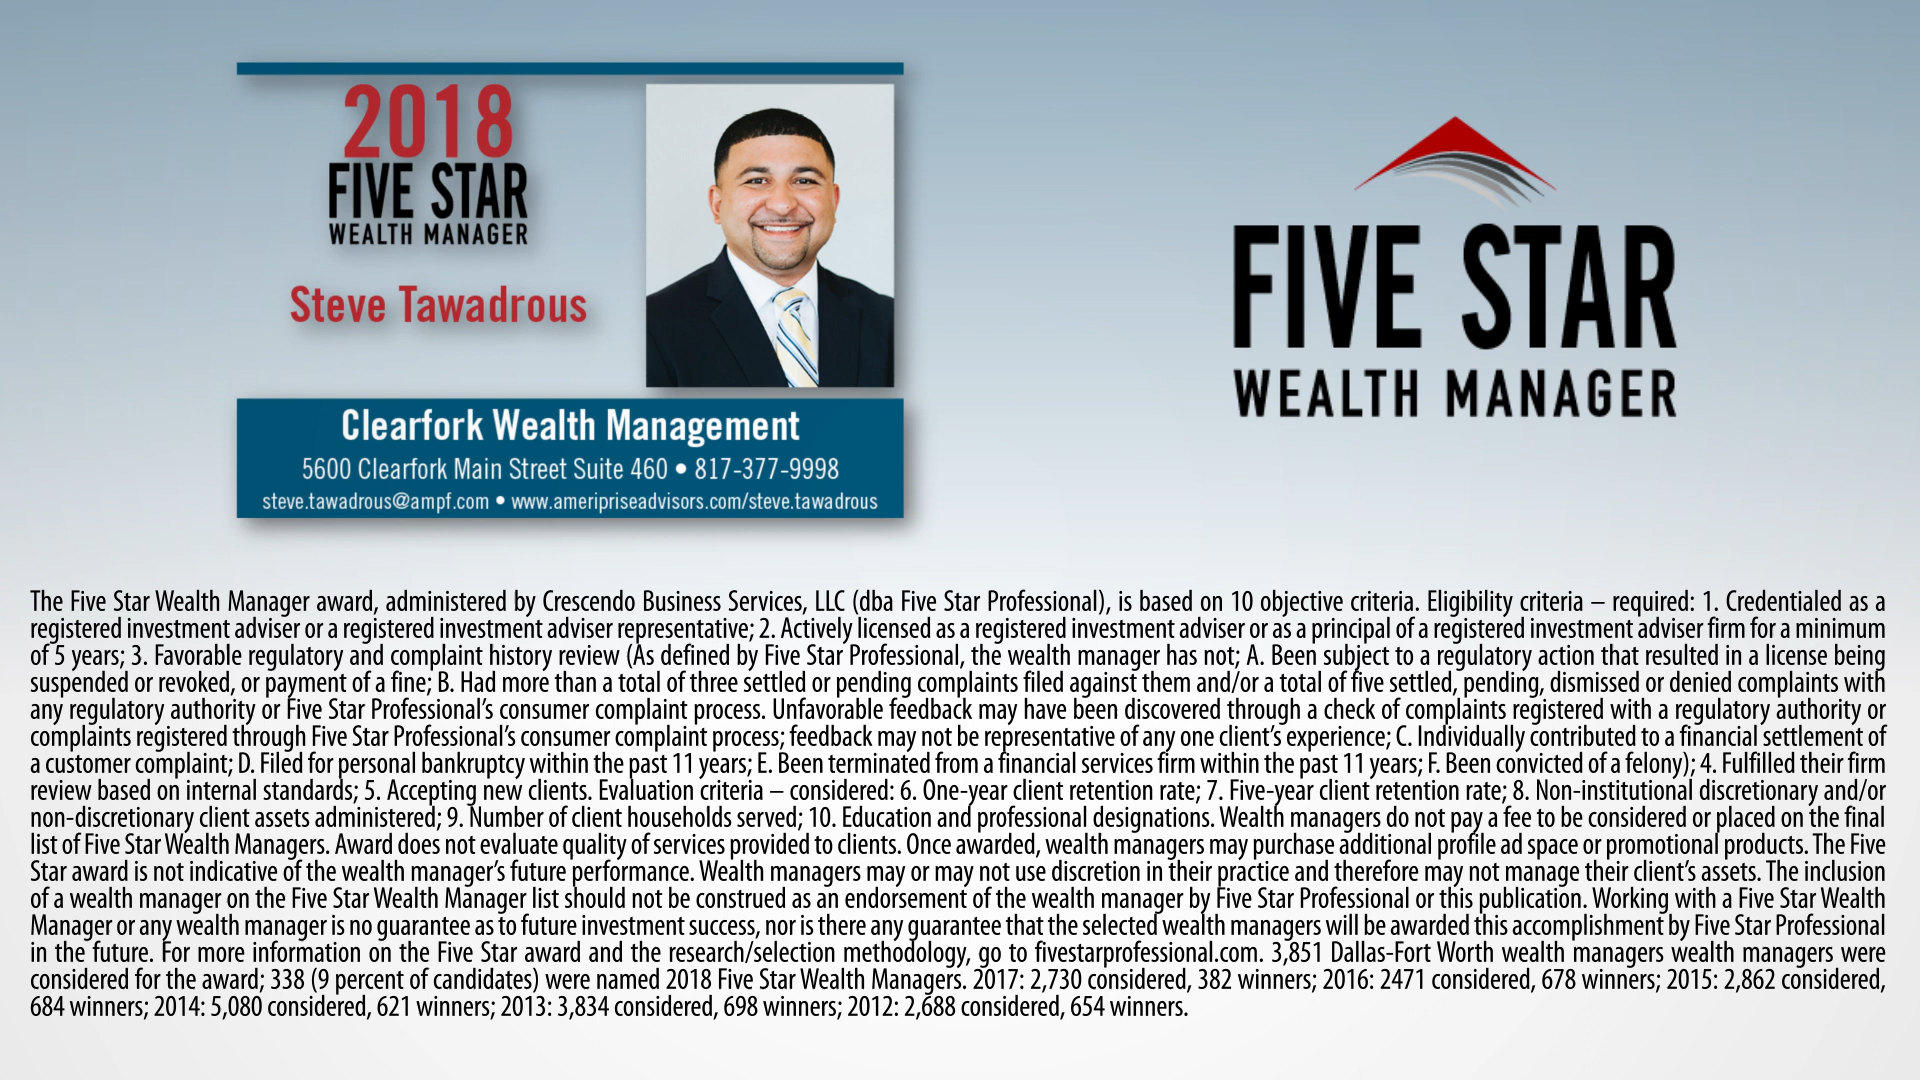 2018
FIVE STAR
WEALTH MANAGER
Steve Tawadrous
Clearfork Wealth Management
5600 Clearfork Main Street Suite 460 • 817-377-9998
steve.tawadrous@ampf.com • www.ameripriseadvisors.com/steve.tawadrous
FIVE STAR
WEALTH MANAGER
The Five Star Wealth Manager award, administered by Crescendo Business Services, LLC (dba Five Star Professional), is based on 10 objective criteria. Eligibility criteria – required: 1. Credentialed as a
registered investment adviser or a registered investment adviser representative; 2. Actively licensed as a registered investment adviser or as a principal of a registered investment adviser firm for a minimum
of 5 years; 3. Favorable regulatory and complaint history review (As defined by Five Star Professional, the wealth manager has not; A. Been subject to a regulatory action that resulted in a license being
suspended or revoked, or payment of a fine; B. Had more than a total of three settled or pending complaints filed against them and/or a total of five settled, pending, dismissed or denied complaints with
any regulatory authority or Five Star Professional’s consumer complaint process. Unfavorable feedback may have been discovered through a check of complaints registered with a regulatory authority or
complaints registered through Five Star Professional’s consumer complaint process; feedback may not be representative of any one client’s experience; C. Individually contributed to a financial settlement of
a customer complaint; D. Filed for personal bankruptcy within the past 11 years; E. Been terminated from a financial services firm within the past 11 years; F. Been convicted of a felony); 4. Fulfilled their firm
review based on internal standards; 5. Accepting new clients. Evaluation criteria – considered: 6. One-year client retention rate; 7. Five-year client retention rate; 8. Non-institutional discretionary and/or
non-discretionary client assets administered; 9. Number of client households served; 10. Education and professional designations. Wealth managers do not pay a fee to be considered or placed on the final
list of Five Star Wealth Managers. Award does not evaluate quality of services provided to clients. Once awarded, wealth managers may purchase additional profile ad space or promotional products. The Five
Star award is not indicative of the wealth manager’s future performance. Wealth managers may or may not use discretion in their practice and therefore may not manage their client’s assets. The inclusion
of a wealth manager on the Five Star Wealth Manager list should not be construed as an endorsement of the wealth manager by Five Star Professional or this publication. Working with a Five Star Wealth
Manager or any wealth manager is no guarantee as to future investment success, nor is there any guarantee that the selected wealth managers will be awarded this accomplishment by Five Star Professional
in the future. For more information on the Five Star award and the research/selection methodology, go to fivestarprofessional.com. 3,851 Dallas-Fort Worth wealth managers wealth managers were
considered for the award; 338 (9 percent of candidates) were named 2018 Five Star Wealth Managers. 2017: 2,730 considered, 382 winners; 2016: 2471 considered, 678 winners; 2015: 2,862 considered,
684 winners; 2014: 5,080 considered, 621 winners; 2013: 3,834 considered, 698 winners; 2012: 2,688 considered, 654 winners.